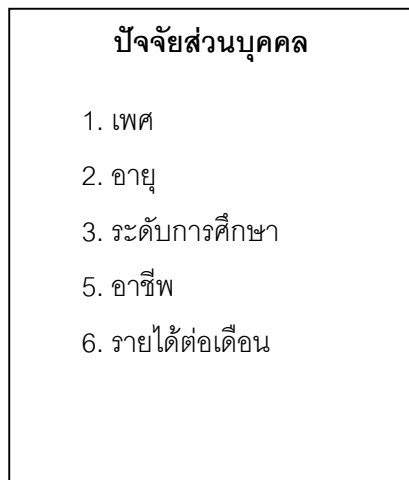 ปัจจัยส่วนบุคคล
1. เพศ
2. อายุ
3. ระดับการศึกษา
5. อาชีพ
6. รายได้ต่อเดือน